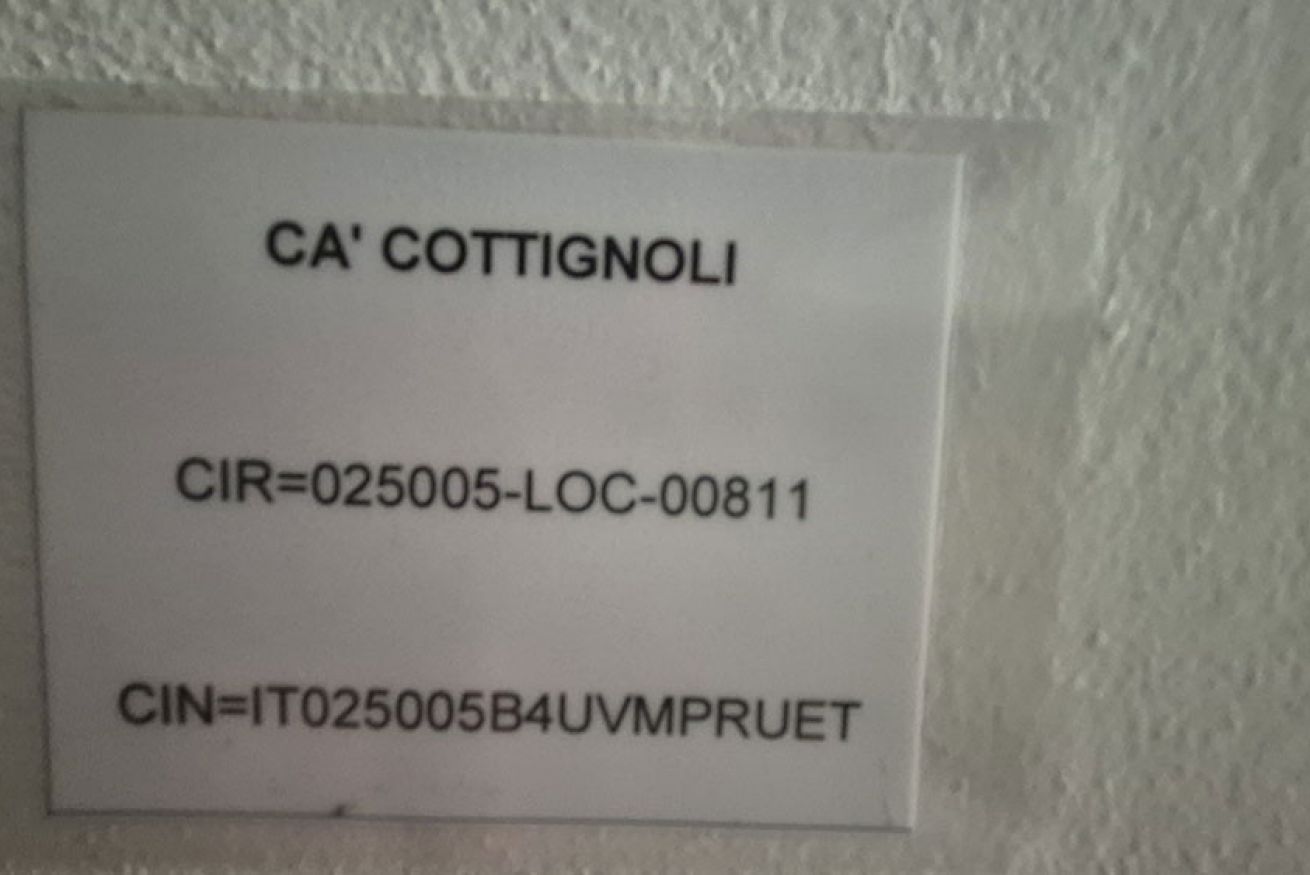 CA' COTTIGNOLI
CIR=025005-LOC-00811
CIN=IT025005B4UVMPRUET